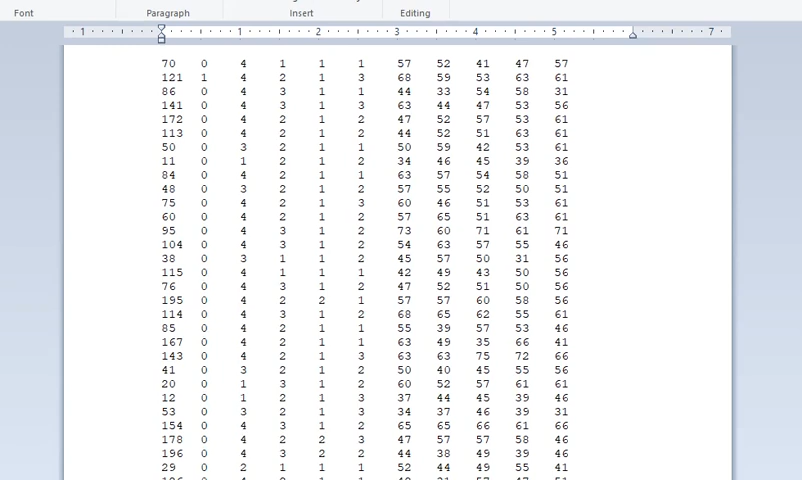 Font Paragraph Insert Editing
1 1 2 3 4 5 7
70 0 4 1 1 1 57 52 41 47 57
121 1 4 2 1 3 68 59 53 63 61
86 0 4 3 1 1 44 33 54 58 31
141 0 4 3 1 3 63 44 47 53 56
172 0 4 2 1 2 47 52 57 53 61
113 0 4 2 1 2 44 52 51 63 61
50 0 3 2 1 1 50 59 42 53 61
11 0 1 2 1 2 34 46 45 39 36
84 0 4 2 1 1 63 57 54 58 51
48 0 3 2 1 2 57 55 52 50 51
75 0 4 2 1 3 60 46 51 53 61
60 0 4 2 1 2 57 65 51 63 61
95 0 4 3 1 2 73 60 71 61 71
104 0 4 3 1 2 54 63 57 55 46
38 0 3 1 1 2 45 57 50 31 56
115 0 4 1 1 1 42 49 43 50 56
76 0 4 3 1 2 47 52 51 50 56
195 0 4 2 2 1 57 57 60 58 56
114 0 4 3 1 2 68 65 62 55 61
85 0 4 2 1 1 55 39 57 53 46
167 0 4 2 1 1 63 49 35 66 41
143 0 4 2 1 3 63 63 75 72 66
41 0 3 2 1 2 50 40 45 55 56
20 0 1 3 1 2 60 52 57 61 61
12 0 1 2 1 3 37 44 45 39 46
53 0 3 2 1 3 34 37 46 39 31
154 0 4 3 1 2 65 65 66 61 66
178 0 4 2 2 3 47 57 57 58 46
196 0 4 3 2 2 44 38 49 39 46
29 0 2 1 1 1 52 44 49 55 41